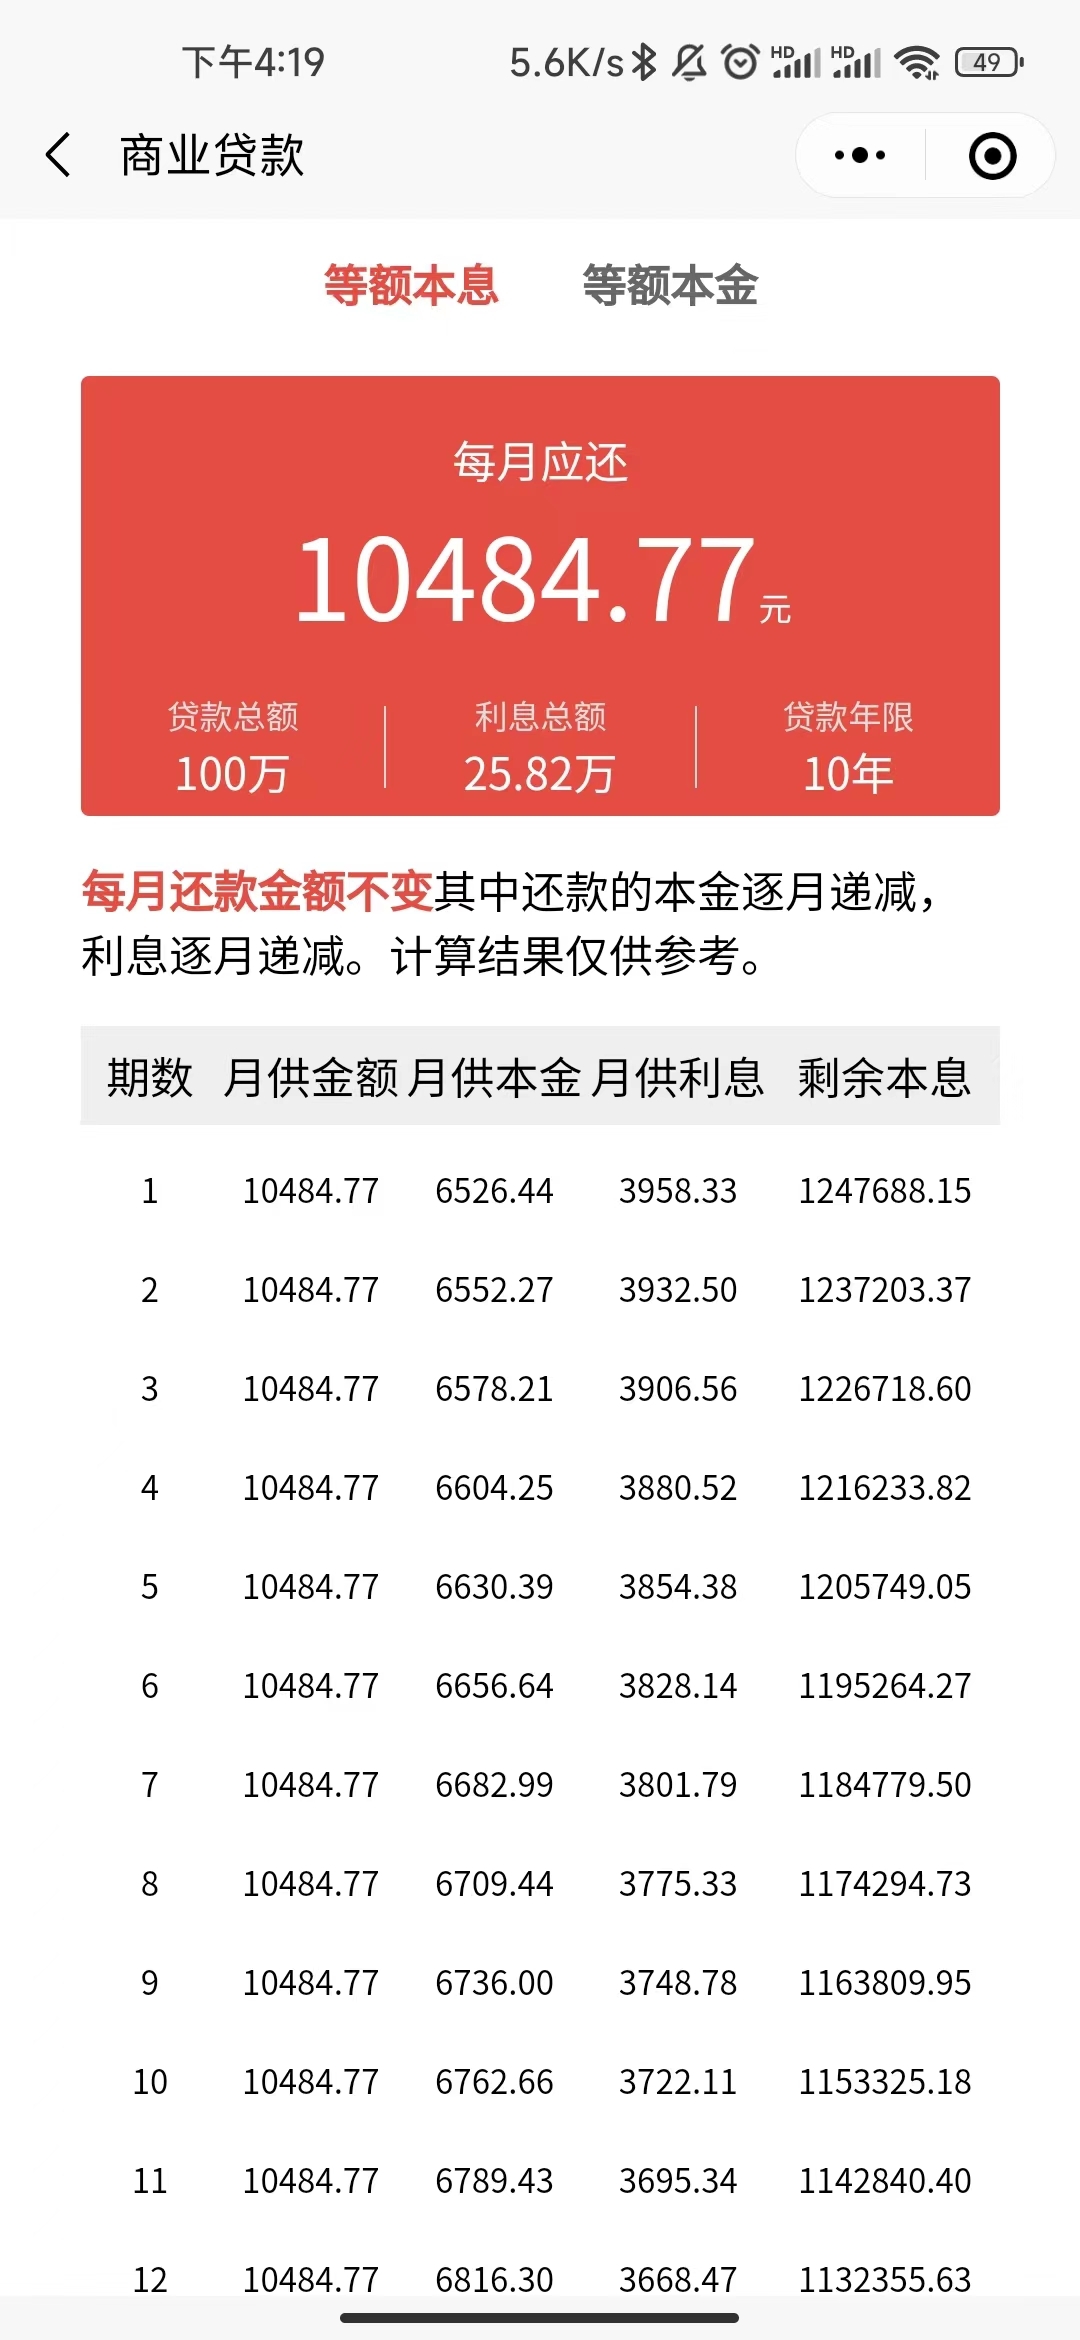 下午4:19 5.6K/s HD HD 49
商业贷款
等额本息 等额本金
每月应还
10484.77元
贷款总额 利息总额 贷款年限
100万 25.82万 10年
每月还款金额不变其中还款的本金逐月递减，
利息逐月递减。计算结果仅供参考。
期数 月供金额 月供本金 月供利息 剩余本息
1 10484.77 6526.44 3958.33 1247688.15
2 10484.77 6552.27 3932.50 1237203.37
3 10484.77 6578.21 3906.56 1226718.60
4 10484.77 6604.25 3880.52 1216233.82
5 10484.77 6630.39 3854.38 1205749.05
6 10484.77 6656.64 3828.14 1195264.27
7 10484.77 6682.99 3801.79 1184779.50
8 10484.77 6709.44 3775.33 1174294.73
9 10484.77 6736.00 3748.78 1163809.95
10 10484.77 6762.66 3722.11 1153325.18
11 10484.77 6789.43 3695.34 1142840.40
12 10484.77 6816.30 3668.47 1132355.63